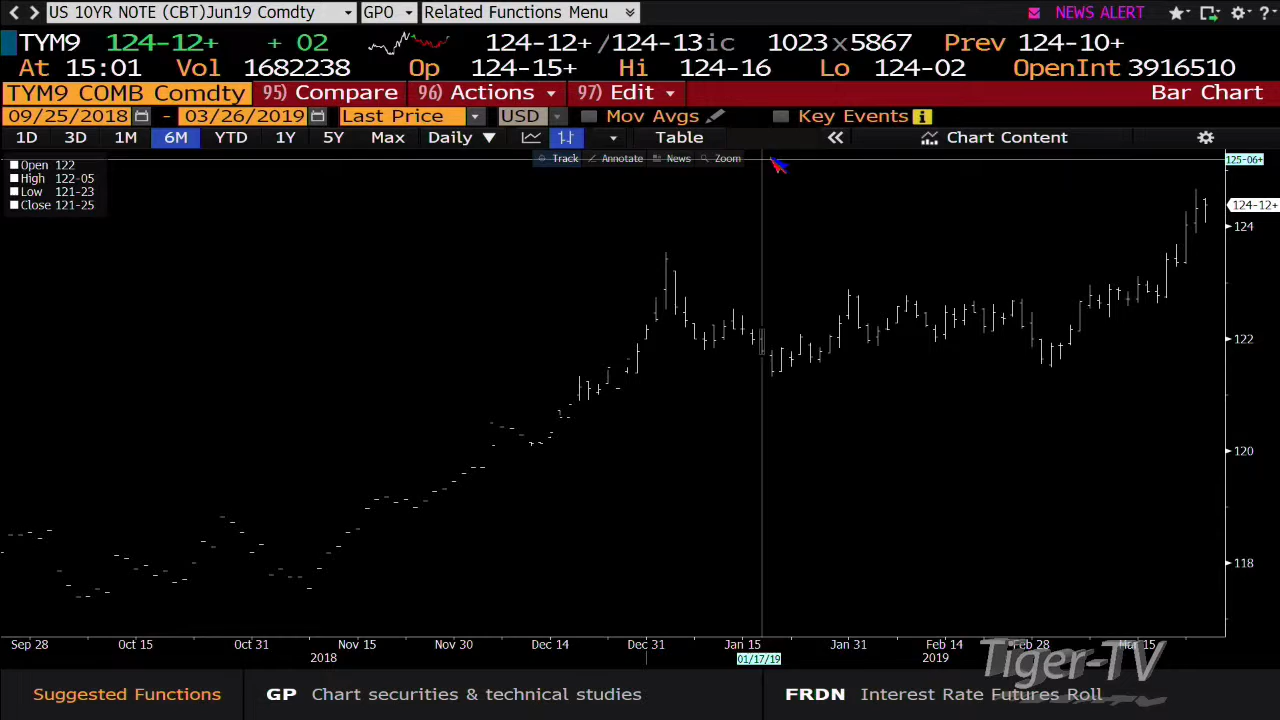 US 10YR NOTE (CBT)Jun19 Comdty GPO Related Functions Menu NEWS ALERT ?
TYM9 124-12+ + 02 124-12+/124-13ic 1023x5867 Prev 124-10+
At 15:01 Vol 1682238 Op 124-15+ Hi 124-16 Lo 124-02 OpenInt 3916510
TYM9 COMB Comdty 95) Compare 96) Actions 97) Edit Bar Chart
09/25/2018 - 03/26/2019 Last Price USD Mov Avgs Key Events i
1D 3D 1M 6M YTD 1Y 5Y Max Daily Table Chart Content
Track Annotate News Zoom
125-06+
Open 122
High 122-05
Low 121-23
Close 121-25
124-12+
124
122
120
118
Sep 28 Oct 15 Oct 31 Nov 15 Nov 30 Dec 14 Dec 31 Jan 15 Jan 31 Feb 14 Feb 28 Mar 15
2018 01/17/19 2019
Tiger-TV
Suggested Functions GP Chart securities & technical studies FRDN Interest Rate Futures Roll